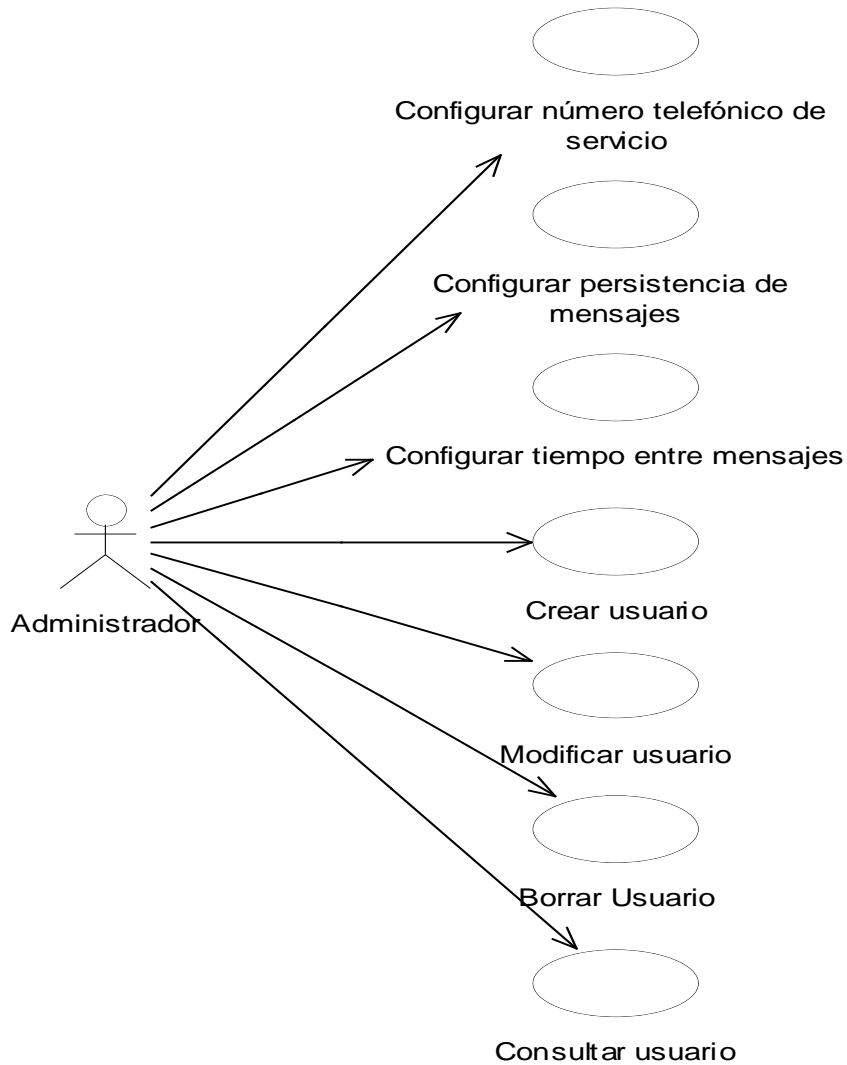 Configurar número telefónico de
servicio
Configurar persistencia de
mensajes
Configurar tiempo entre mensajes
Crear usuario
Administrador
Modificar usuario
Borrar Usuario
Consultar usuario